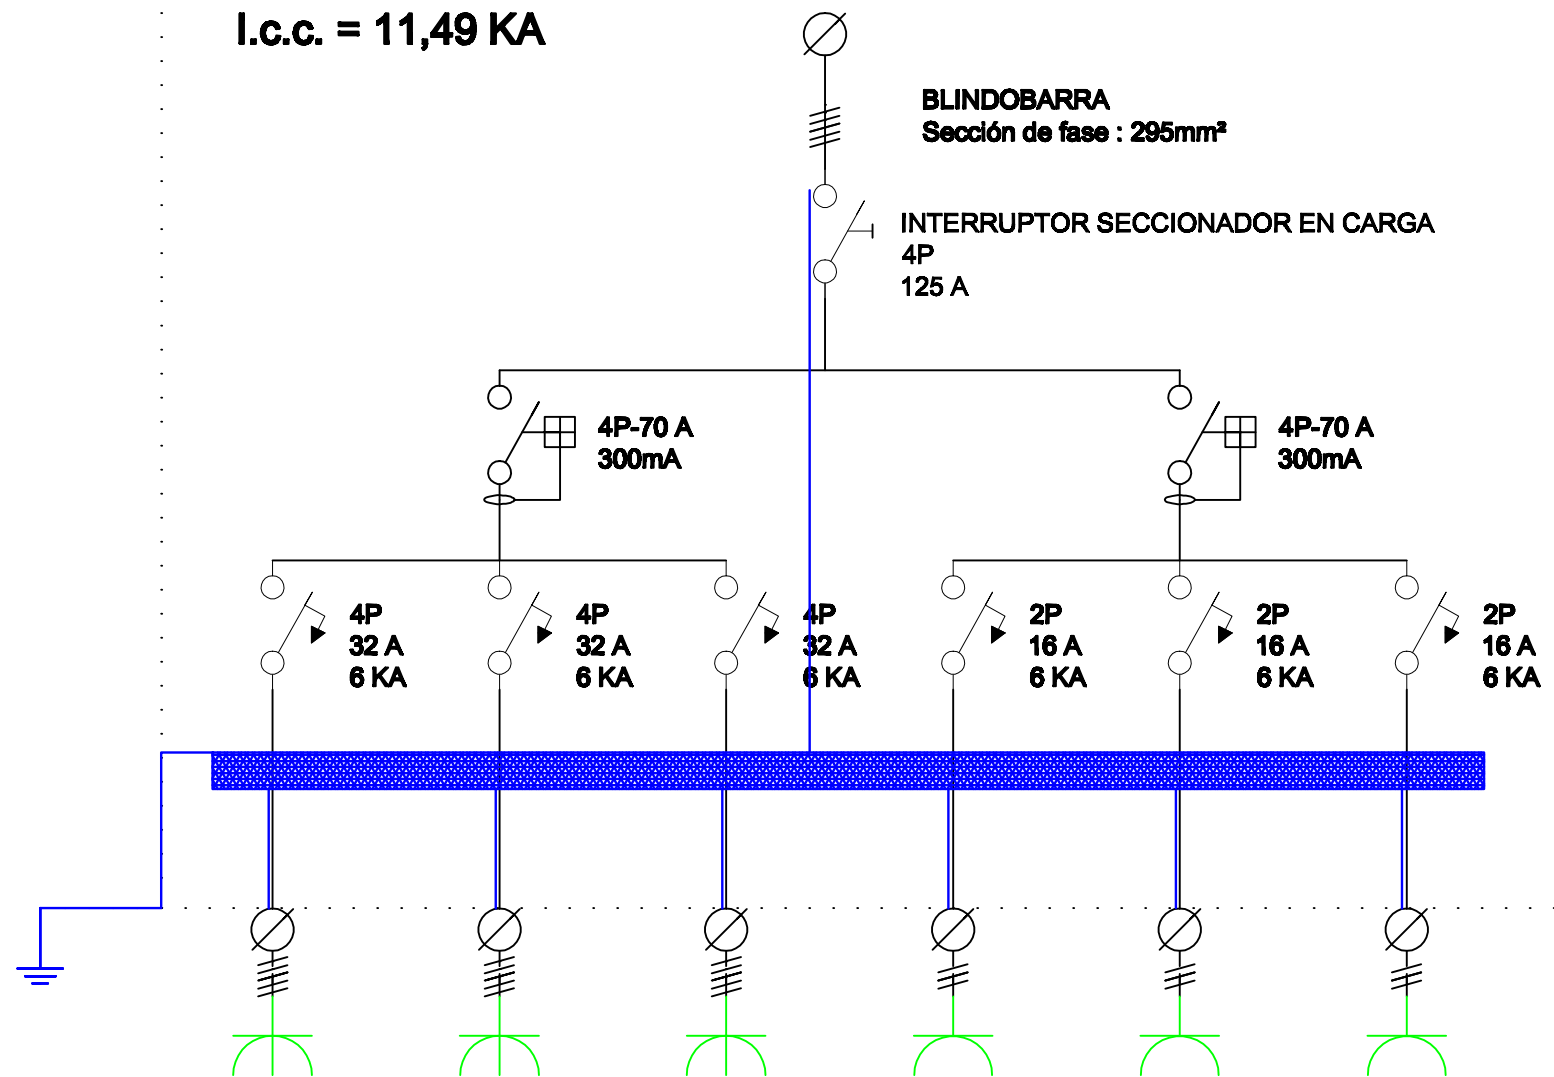 I.c.c. = 11,49 KA
BLINDOBARRA
Sección de fase : 295mm²
INTERRUPTOR SECCIONADOR EN CARGA
4P
125 A
4P-70 A
300mA
4P-70 A
300mA
4P
32 A
6 KA
4P
32 A
6 KA
4P
32 A
6 KA
2P
16 A
6 KA
2P
16 A
6 KA
2P
16 A
6 KA